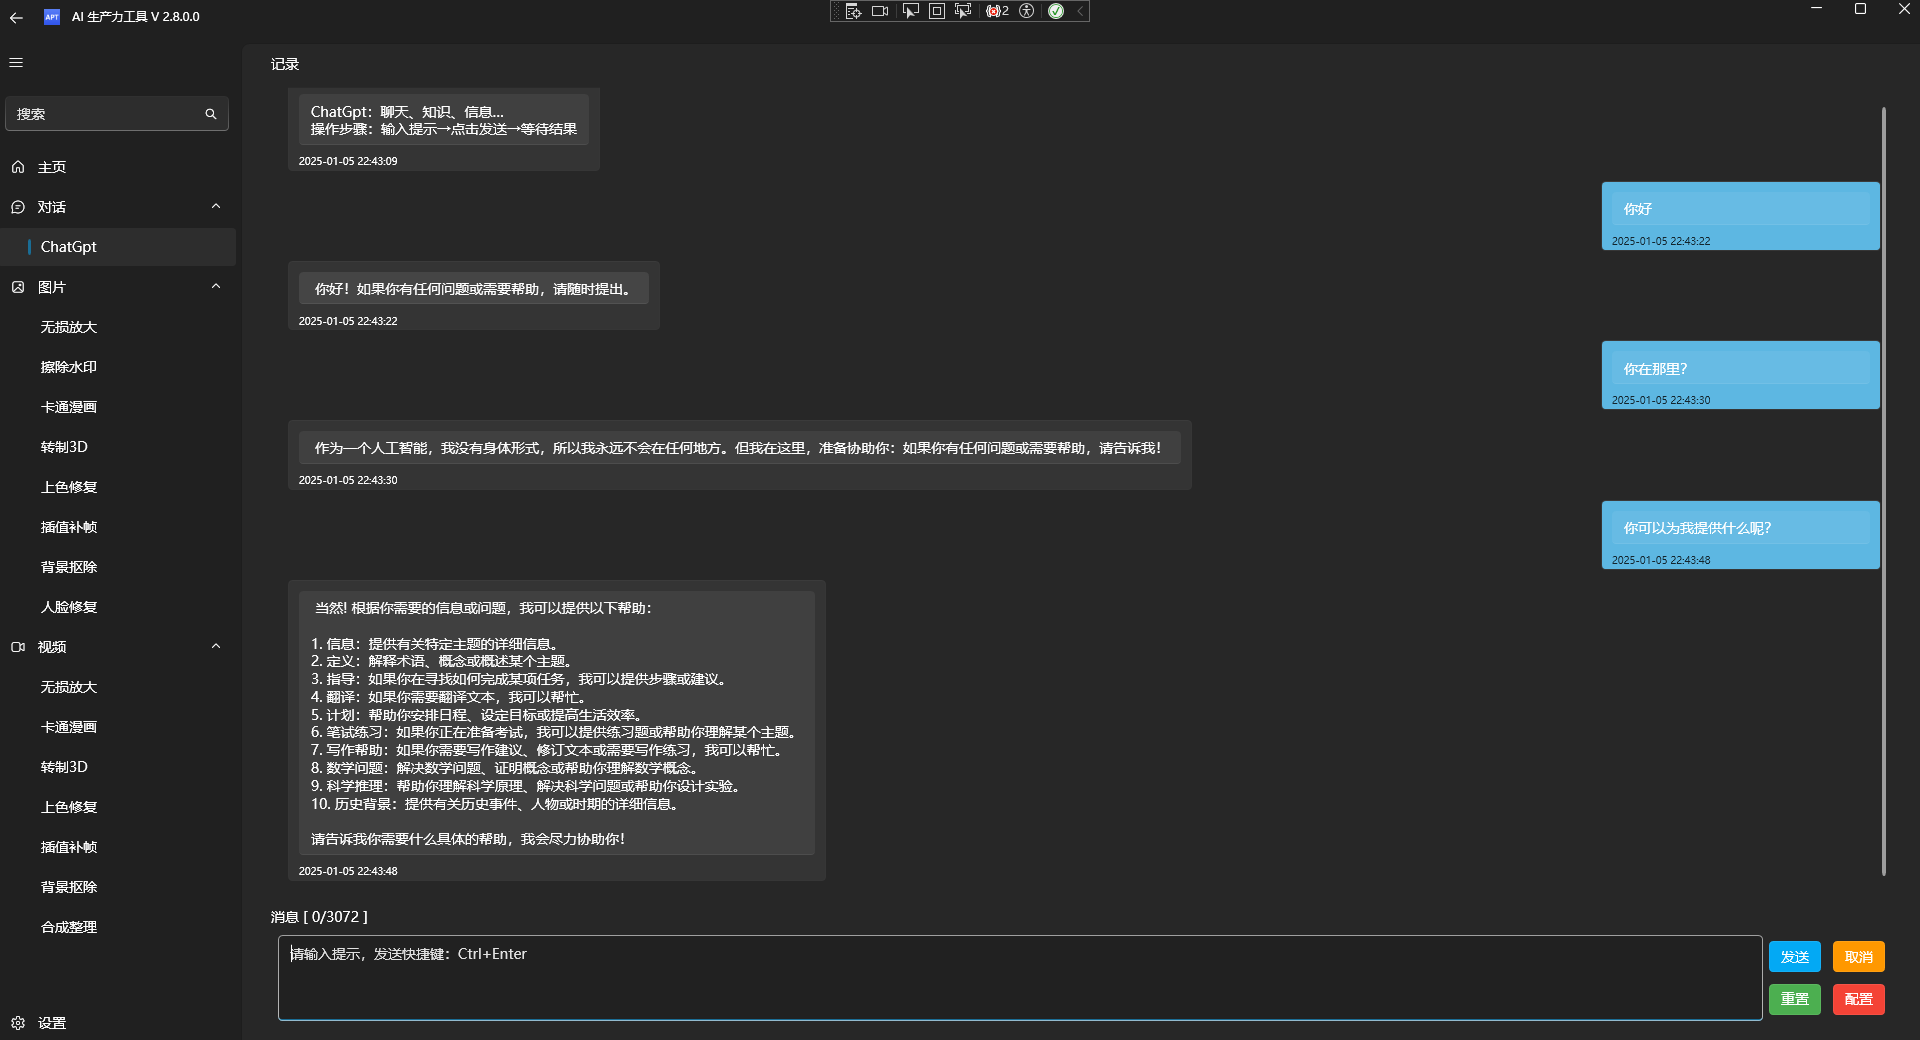 AI 生产力工具 V 2.8.0.0
2
搜索
主页
对话
ChatGpt
图片
无损放大
擦除水印
卡通漫画
转制3D
上色修复
插值补帧
背景抠除
人脸修复
视频
无损放大
卡通漫画
转制3D
上色修复
插值补帧
背景抠除
合成整理
设置
记录
ChatGpt：聊天、知识、信息...
操作步骤：输入提示→点击发送→等待结果
2025-01-05 22:43:09
你好
2025-01-05 22:43:22
你好！如果你有任何问题或需要帮助，请随时提出。
2025-01-05 22:43:22
你在那里？
2025-01-05 22:43:30
作为一个人工智能，我没有身体形式，所以我永远不会在任何地方。但我在这里，准备协助你：如果你有任何问题或需要帮助，请告诉我！
2025-01-05 22:43:30
你可以为我提供什么呢？
2025-01-05 22:43:48
当然! 根据你需要的信息或问题，我可以提供以下帮助：
1. 信息：提供有关特定主题的详细信息。
2. 定义：解释术语、概念或概述某个主题。
3. 指导：如果你在寻找如何完成某项任务，我可以提供步骤或建议。
4. 翻译：如果你需要翻译文本，我可以帮忙。
5. 计划：帮助你安排日程、设定目标或提高生活效率。
6. 笔试练习：如果你正在准备考试，我可以提供练习题或帮助你理解某个主题。
7. 写作帮助：如果你需要写作建议、修订文本或需要写作练习，我可以帮忙。
8. 数学问题：解决数学问题、证明概念或帮助你理解数学概念。
9. 科学推理：帮助你理解科学原理、解决科学问题或帮助你设计实验。
10. 历史背景：提供有关历史事件、人物或时期的详细信息。
请告诉我你需要什么具体的帮助，我会尽力协助你！
2025-01-05 22:43:48
消息 [ 0/3072 ]
请输入提示，发送快捷键：Ctrl+Enter
发送
取消
重置
配置
APT